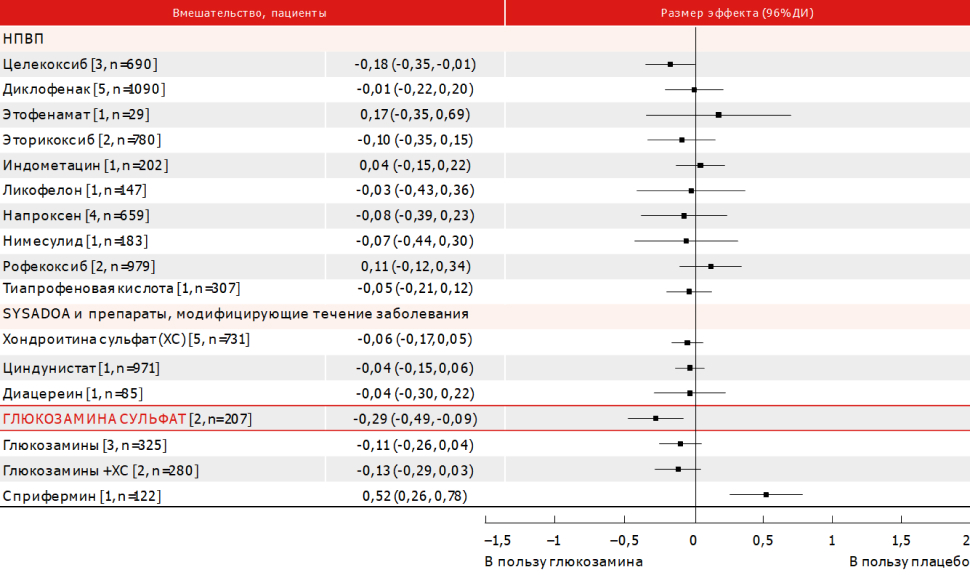 Вмешательство, пациенты Размер эффекта (96%ДИ)
НПВП
Целекоксиб [3, n=690] -0,18 (-0,35,-0,01)
Диклофенак [5, n=1090] -0,01 (-0,22, 0,20)
Этофенамат [1, n=29] 0,17 (-0,35,0,69)
Эторикоксиб [2, n=780] -0,10 (-0,35, 0,15)
Индометацин [1, n=202] 0,04 (-0,15,0,22)
Ликофелон [1, n=147] -0,03 (-0,43, 0,36)
Напроксен [4, n=659] -0,08 (-0,39, 0,23)
Нимесулид [1, n=183] -0,07 (-0,44, 0,30)
Рофекоксиб [2, n=979] 0,11 (-0,12,0,34)
Тиапрофеновая кислота [1, n=307] -0,05 (-0,21, 0,12)
SYSADOA и препараты, модифицирующие течение заболевания
Хондроитина сульфат (ХС) [5, n=731] -0,06 (-0,17,0,05)
Циндунистат [1, n=971] -0,04 (-0,15, 0,06)
Диацереин [1, n=85] -0,04 (-0,30, 0,22)
ГЛЮКОЗАМИНА СУЛЬФАТ [2, n=207] -0,29 (-0,49, -0,09)
Глюкозамины [3, n=325] -0,11 (-0,26, 0,04)
Глюкозамины +ХС [2, n=280] -0,13 (-0,29, 0,03)
Сприфермин [1, n=122] 0,52 (0,26, 0,78)
–1,5 –1 –0,5 0 0,5 1 1,5 2
В пользу глюкозамина В пользу плацебо